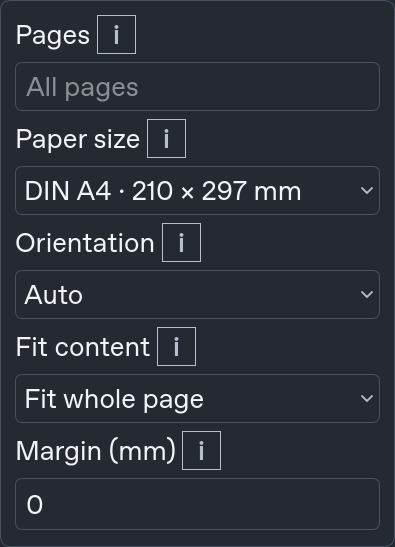 Pages i
All pages
Paper size i
DIN A4 · 210 × 297 mm
Orientation i
Auto
Fit content i
Fit whole page
Margin (mm) i
0